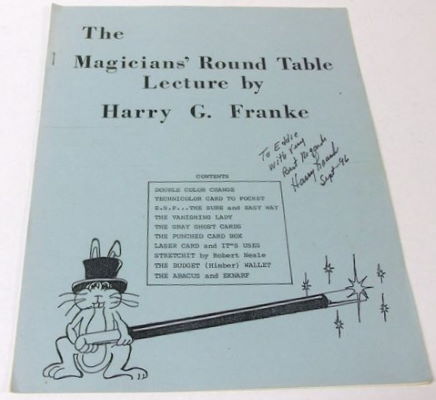 The
Magicians' Round Table
Lecture by
Harry G. Franke
To Eddie
with Very
Best Regards
Harry Franke
Sept-96
CONTENTS
DOUBLE COLOR CHANGE
TECHNICOLOR CARD TO POCKET
E.S.P...THE SURE and EASY WAY
THE VANISHING LADY
THE GRAY GHOST CARDS
THE PUNCHED CARD BOX
LASER CARD and IT"S USES
STRETCHIT by Robert Neale
THE BUDGET (Himber) WALLET
THE ABACUS and EKNARF